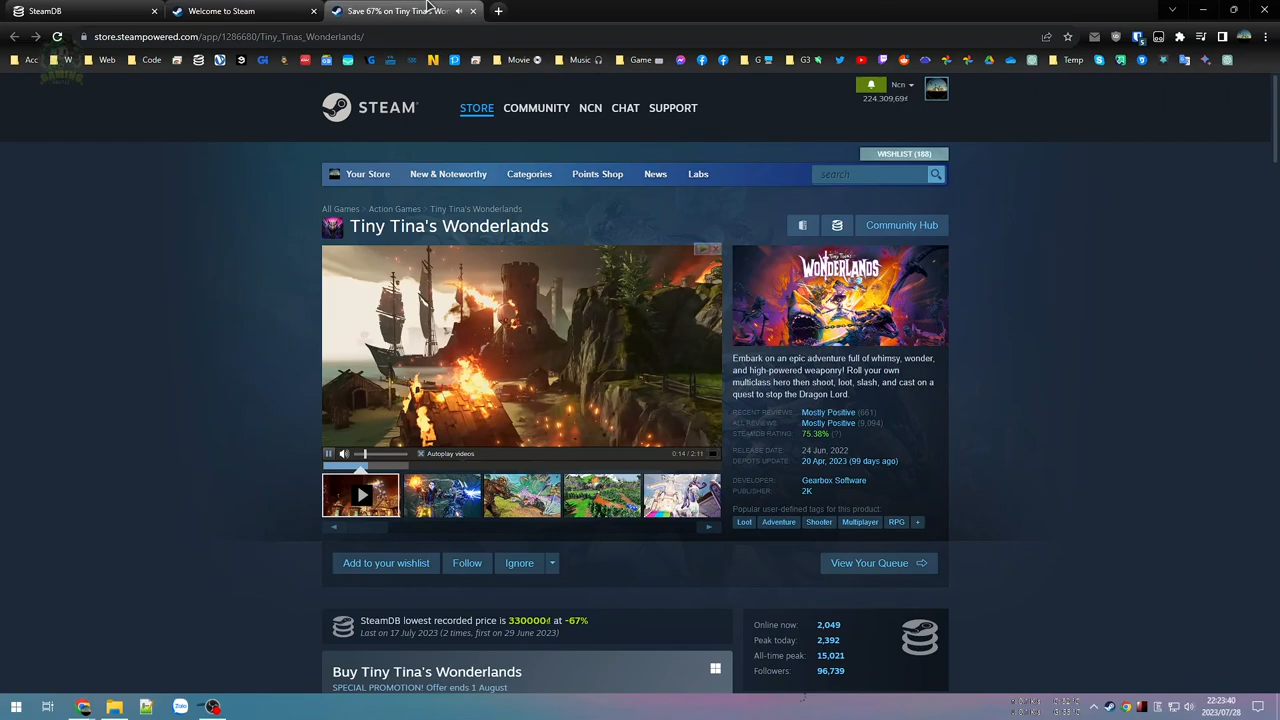 SteamDB
Welcome to Steam
Save 67% on Tiny Tina's Wor
store.steampowered.com/app/1286680/Tiny_Tinas_Wonderlands/
Web
Movie
Music
Game
G3
Temp
STEAM
STORE COMMUNITY NCN CHAT SUPPORT
Ncn
224.309,69₫
WISHLIST (188)
Your Store New & Noteworthy Categories Points Shop News Labs
search
All Games > Action Games > Tiny Tina's Wonderlands
Tiny Tina's Wonderlands
Community Hub
Tiny Tina's
WONDERLANDS
Embark on an epic adventure full of whimsy, wonder,
and high-powered weaponry! Roll your own
multiclass hero then shoot, loot, slash, and cast on a
quest to stop the Dragon Lord.
RECENT REVIEWS: Mostly Positive (661)
ALL REVIEWS: Mostly Positive (9,094)
STEAMDB RATING: 75.38% (?)
RELEASE DATE: 24 Jun, 2022
DEPOTS UPDATE: 20 Apr, 2023 (99 days ago)
DEVELOPER: Gearbox Software
PUBLISHER: 2K
Popular user-defined tags for this product:
Loot Adventure Shooter Multiplayer RPG +
Autoplay videos
0:14 / 2:11
Add to your wishlist Follow Ignore
View Your Queue
SteamDB lowest recorded price is 330000₫ at -67%
Last on 17 July 2023 (2 times, first on 29 June 2023)
Buy Tiny Tina's Wonderlands
SPECIAL PROMOTION! Offer ends 1 August
Online now: 2,049
Peak today: 2,392
All-time peak: 15,021
Followers: 96,739
Zalo
22:23:40
2023/07/28